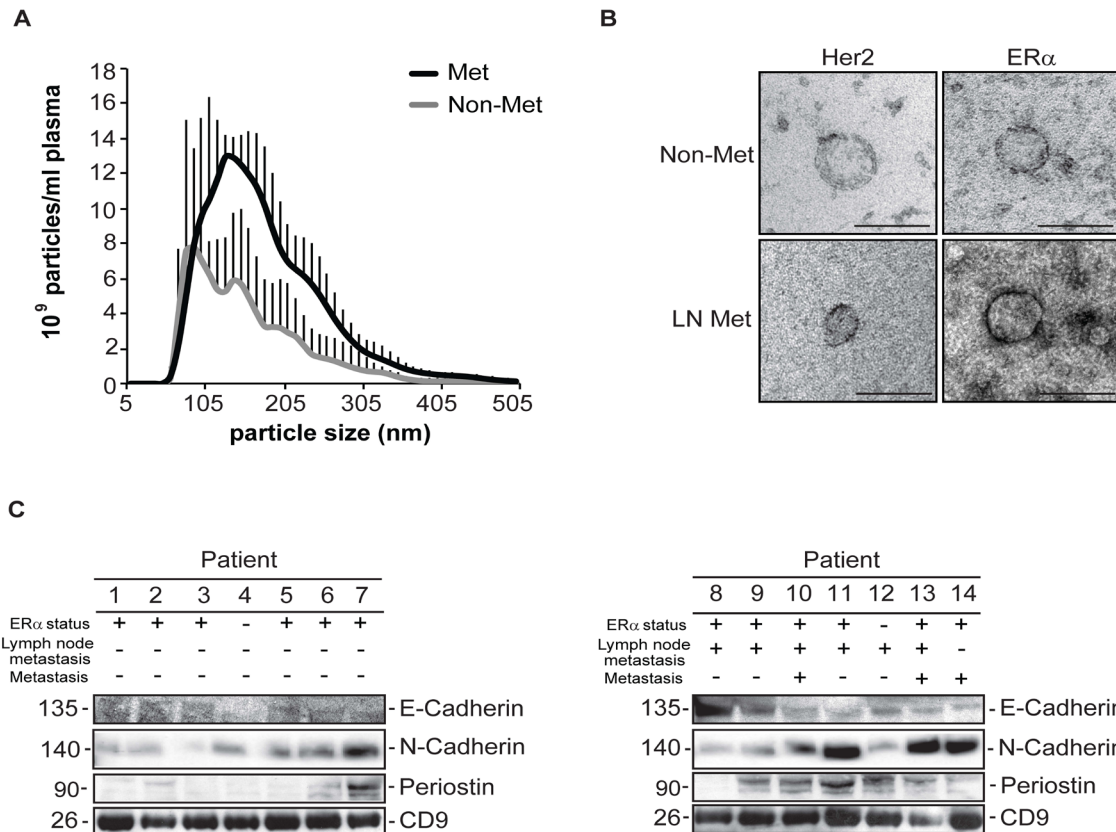 A
18
16
14
12
10
8
6
4
2
0
10⁹ particles/ml plasma
5 105 205 305 405 505
particle size (nm)
Met
Non-Met
B
Her2 ERα
Non-Met
LN Met
C
Patient
1 2 3 4 5 6 7
ERα status + + + - + + +
Lymph node
metastasis - - - - - - -
Metastasis - - - - - - -
135- - E-Cadherin
140- - N-Cadherin
90- - Periostin
26- - CD9
Patient
8 9 10 11 12 13 14
ERα status + + + + - + +
Lymph node
metastasis + + + + + + -
Metastasis - - + - - + +
135- - E-Cadherin
140- - N-Cadherin
90- - Periostin
26- - CD9